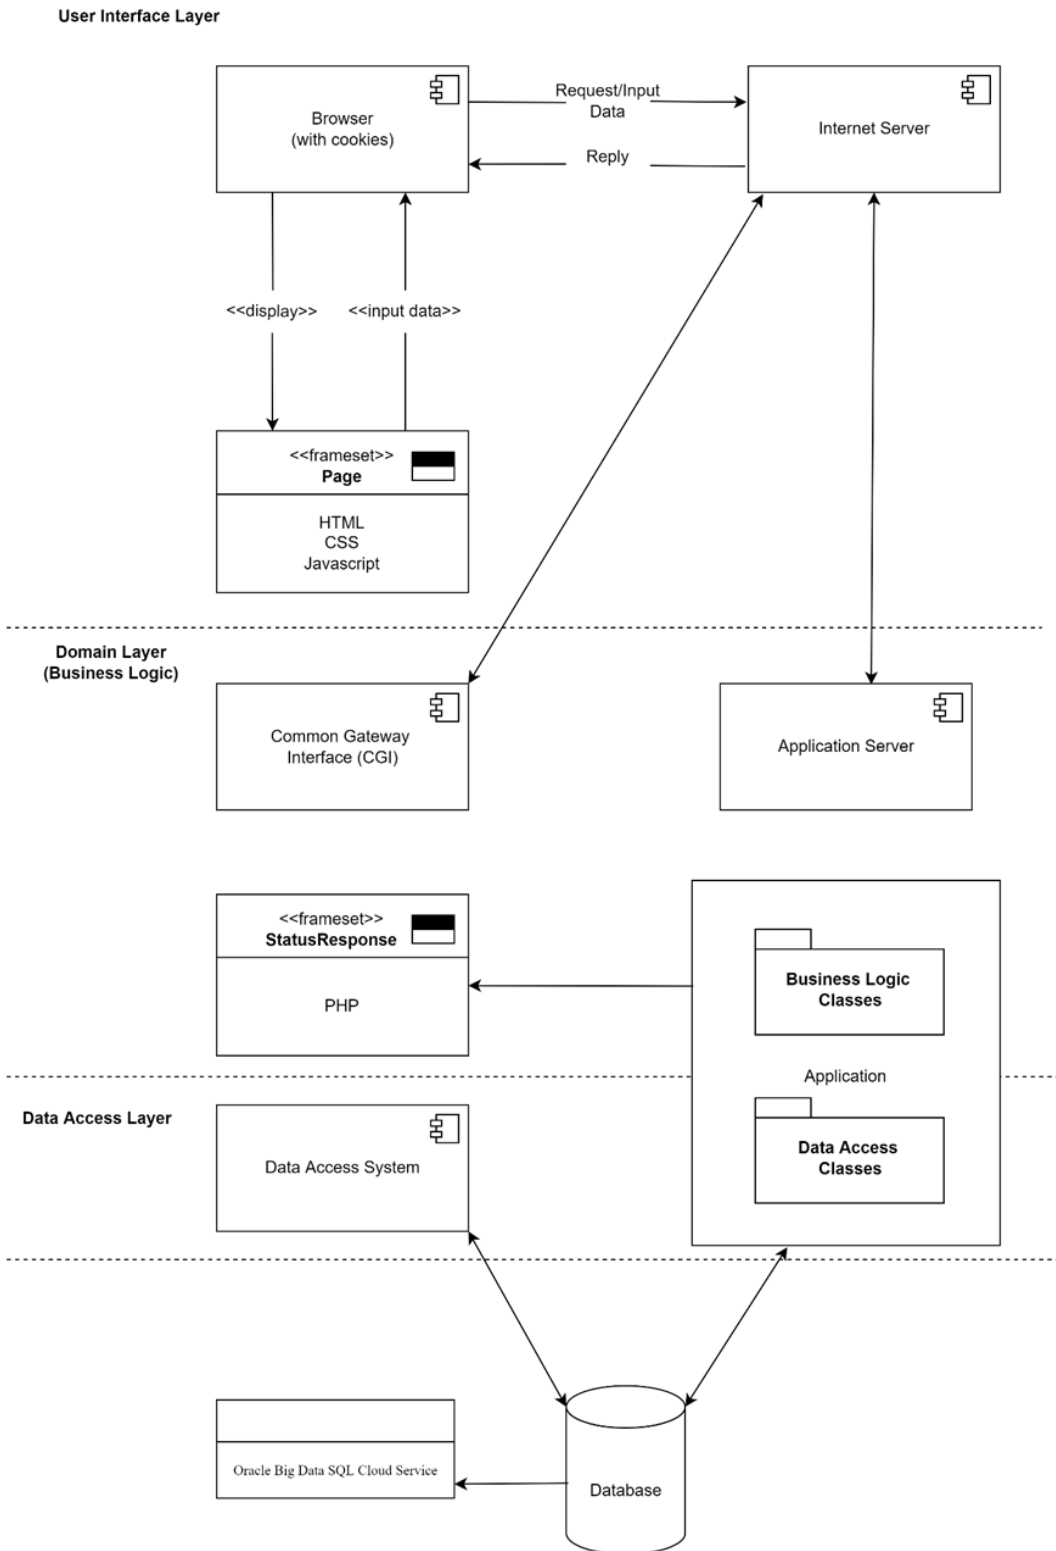 User Interface Layer
Browser
(with cookies)
Request/Input
Data
Reply
Internet Server
<<display>>
<<input data>>
<<frameset>>
Page
HTML
CSS
Javascript
Domain Layer
(Business Logic)
Common Gateway
Interface (CGI)
Application Server
<<frameset>>
StatusResponse
PHP
Business Logic
Classes
Application
Data Access Layer
Data Access System
Data Access
Classes
Oracle Big Data SQL Cloud Service
Database